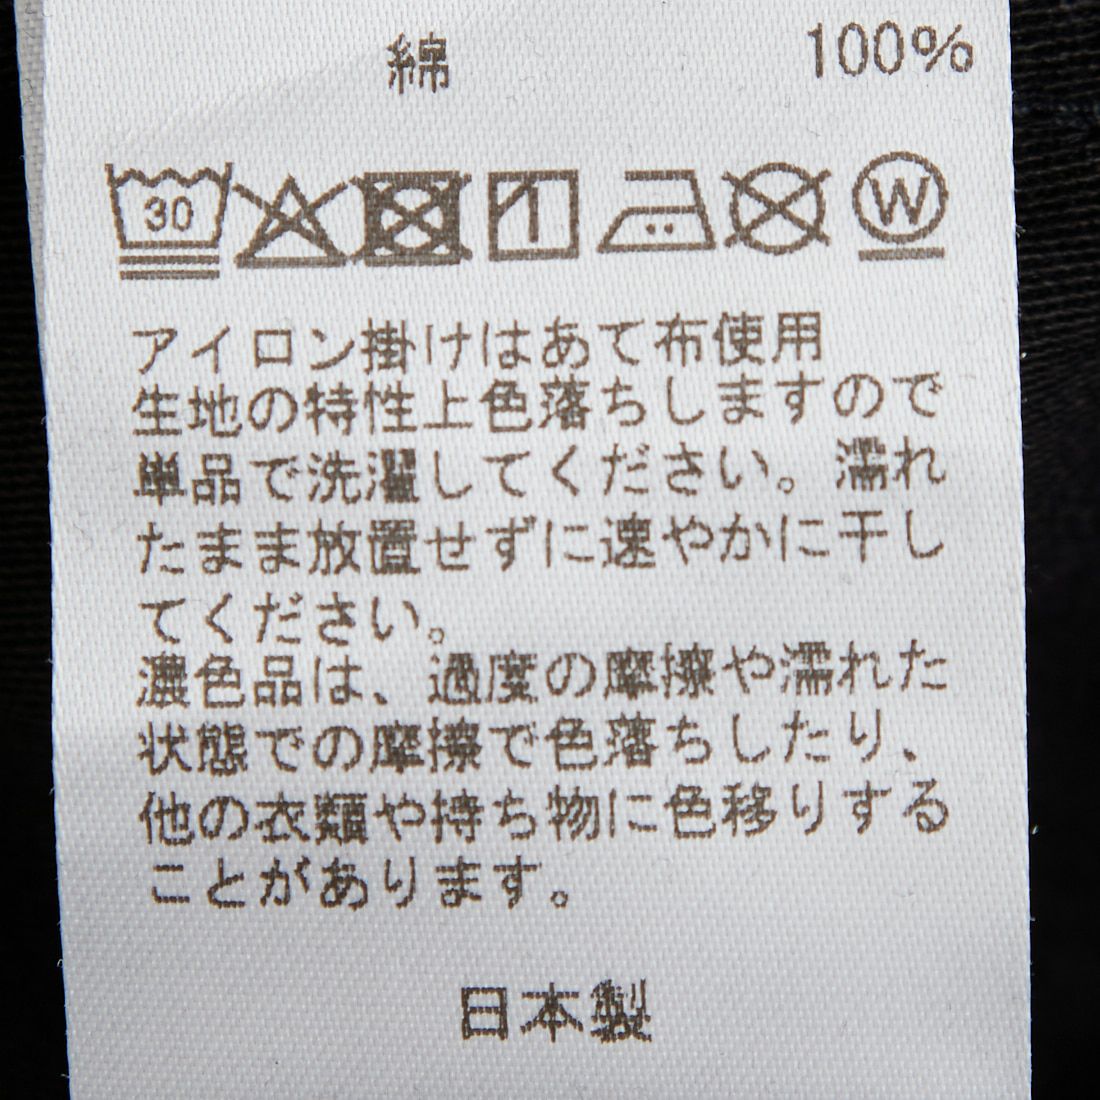 綿 100%
30
W
アイロン掛けはあて布使用
生地の特性上色落ちしますので
単品で洗濯してください。濡れ
たまま放置せずに速やかに干し
てください。
濃色品は、過度の摩擦や濡れた
状態での摩擦で色落ちしたり、
他の衣類や持ち物に色移りする
ことがあります。
日本製